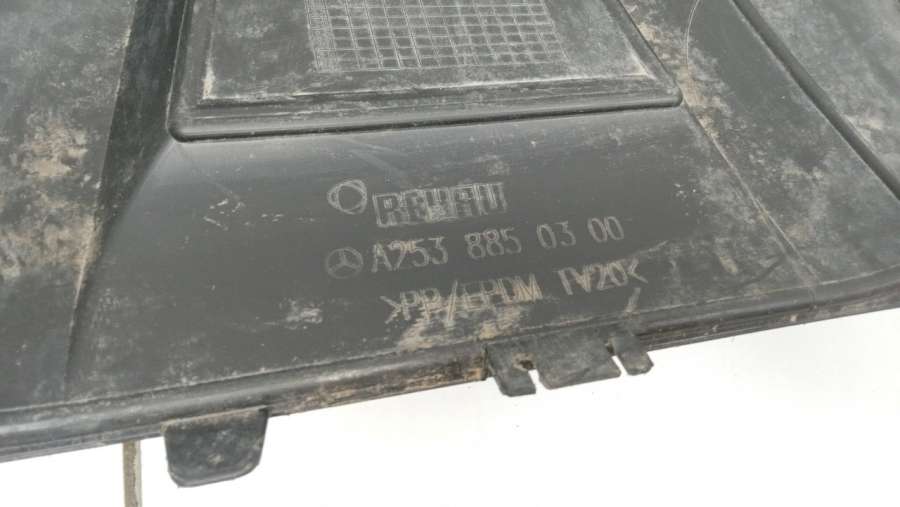 REHAU
A253 885 03 00
>PP/EPDM TV20<